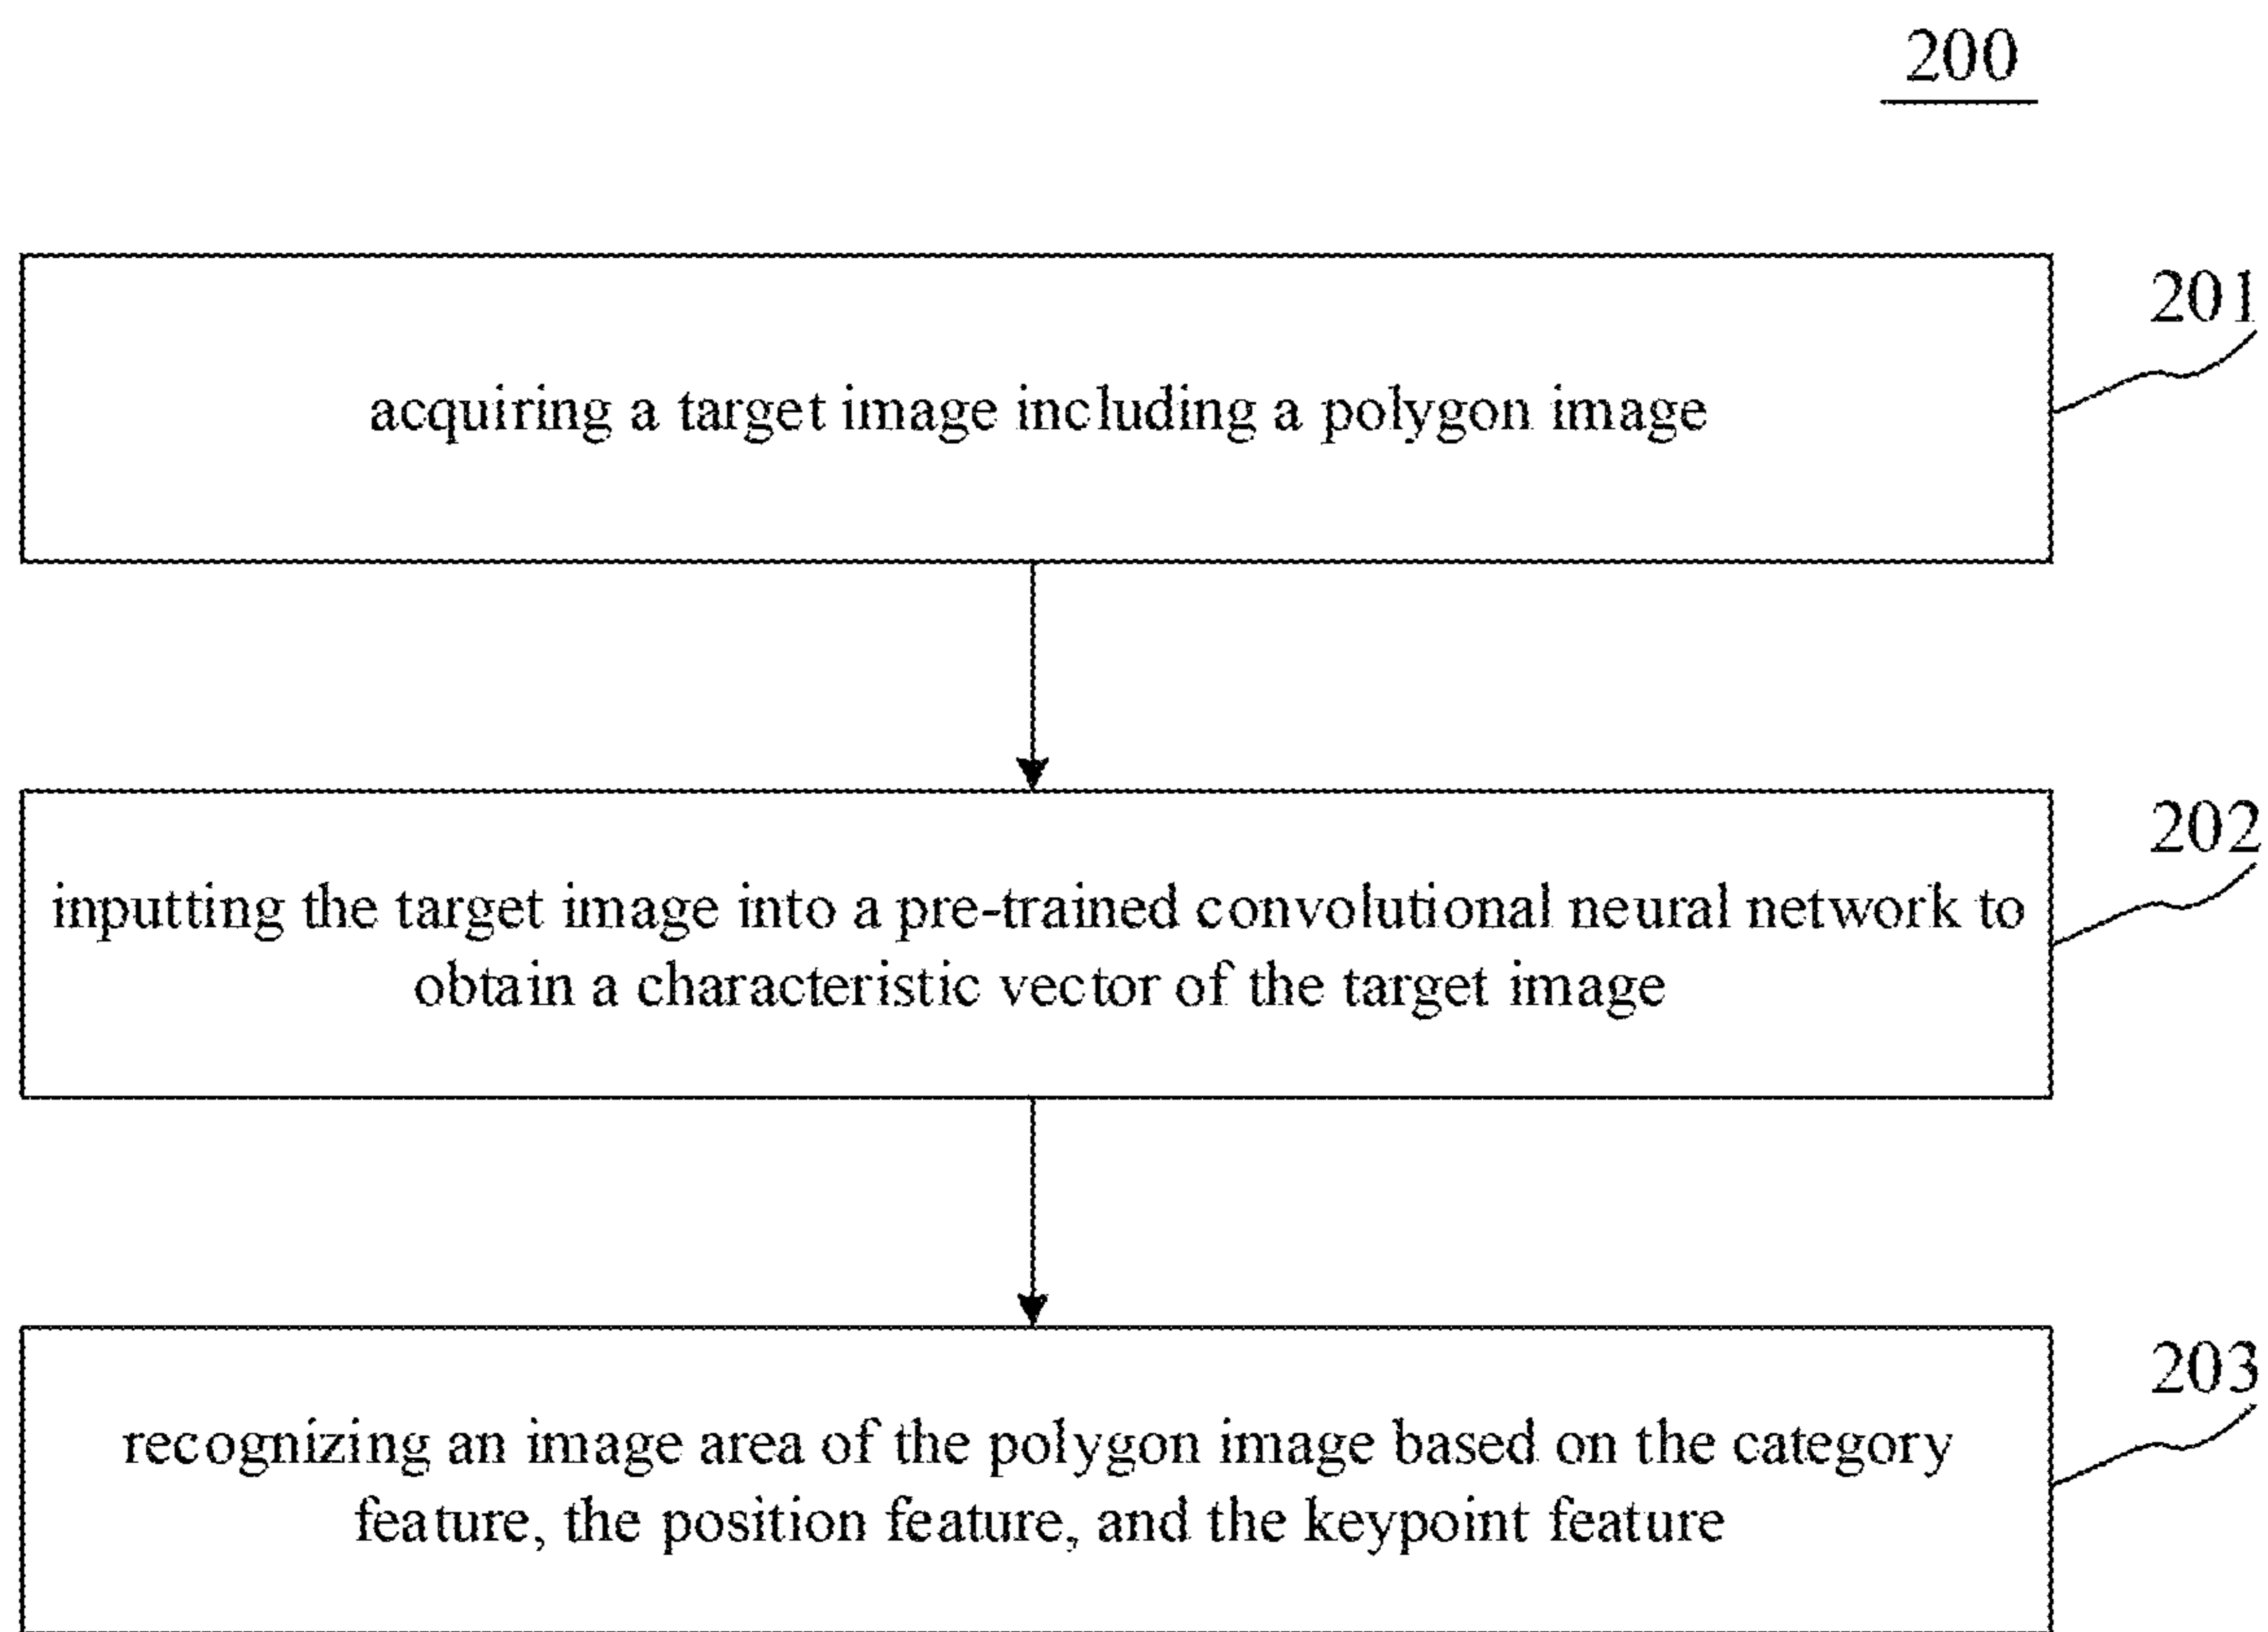 200
201
acquiring a target image including a polygon image
202
inputting the target image into a pre-trained convolutional neural network to
obtain a characteristic vector of the target image
203
recognizing an image area of the polygon image based on the category
feature, the position feature, and the keypoint feature